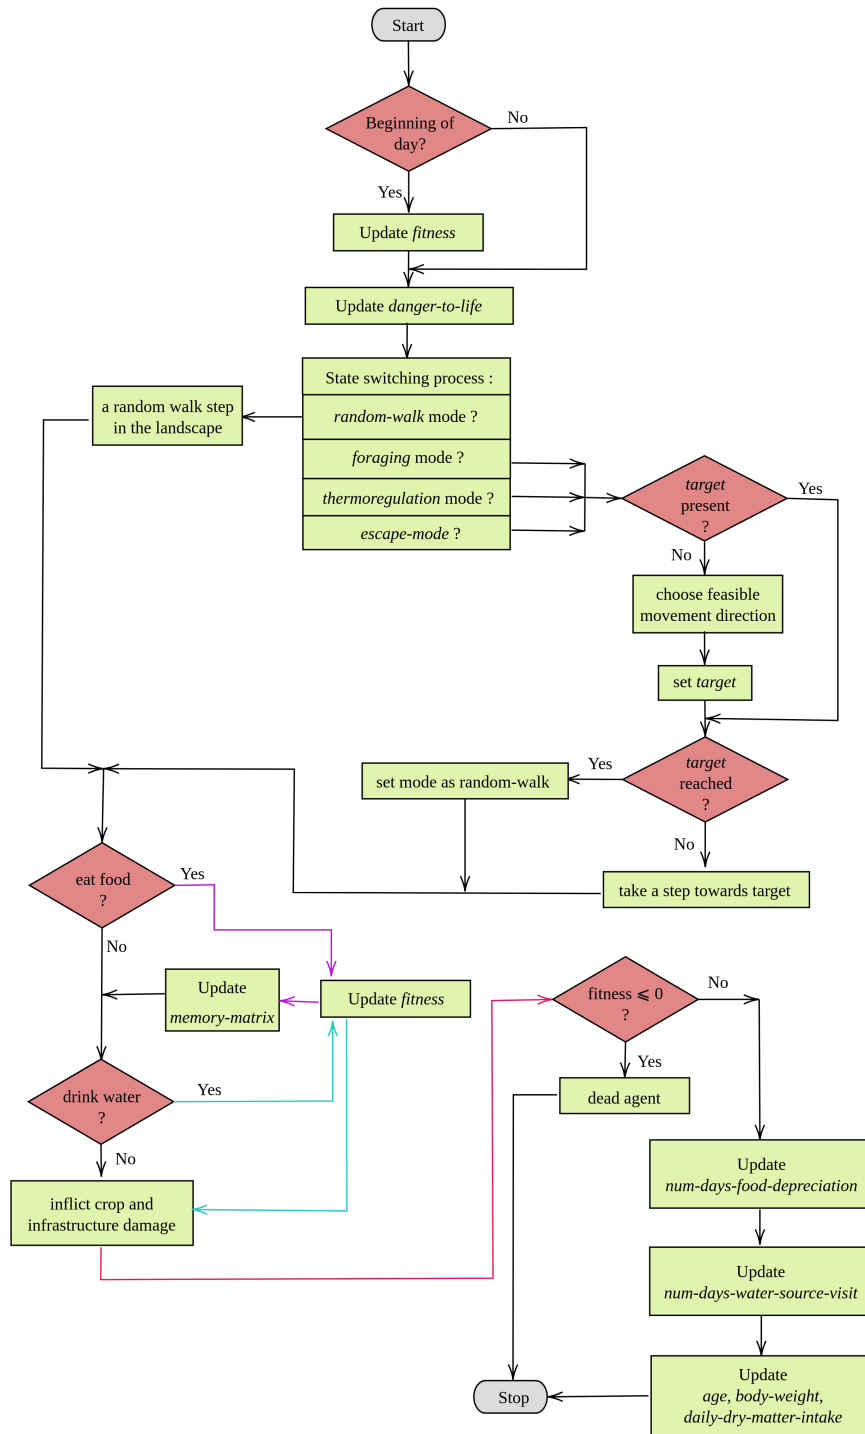 Start
Beginning of
day?
No
Yes
Update fitness
Update danger-to-life
State switching process :
random-walk mode ?
foraging mode ?
thermoregulation mode ?
escape-mode ?
a random walk step
in the landscape
target
present
?
Yes
No
choose feasible
movement direction
set target
target
reached
?
Yes
set mode as random-walk
No
take a step towards target
eat food
?
Yes
No
Update
memory-matrix
Update fitness
drink water
?
Yes
No
inflict crop and
infrastructure damage
fitness ⩽ 0
?
No
Yes
dead agent
Update
num-days-food-depreciation
Update
num-days-water-source-visit
Update
age, body-weight,
daily-dry-matter-intake
Stop